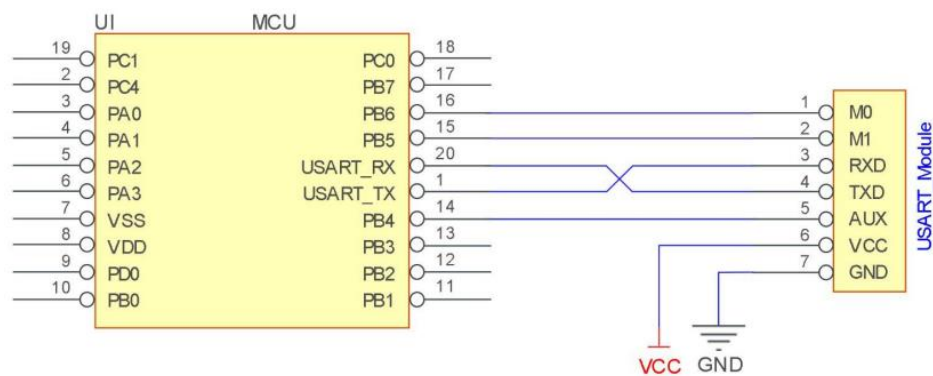 UI MCU
19 PC1 PC0 18
2 PC4 PB7 17
3 PA0 PB6 16 1 M0
4 PA1 PB5 15 2 M1
5 PA2 USART_RX 20 3 RXD
6 PA3 USART_TX 1 4 TXD
7 VSS PB4 14 5 AUX
8 VDD PB3 13 6 VCC
9 PD0 PB2 12 7 GND
10 PB0 PB1 11
USART_Module
VCC GND